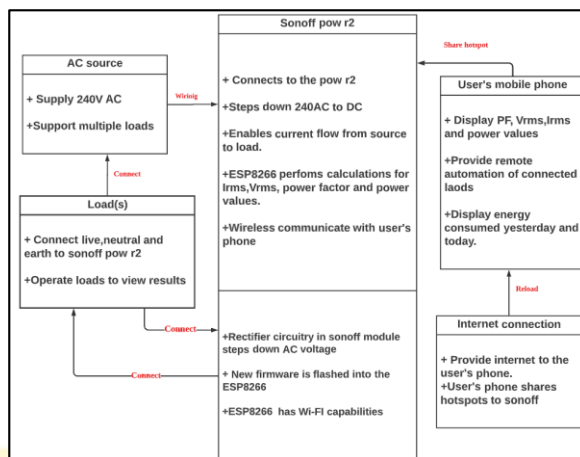 Sonoff pow r2
+ Connects to the pow r2
+Steps down 240AC to DC
+Enables current flow from source
to load.
+ESP8266 perfoms calculations for
Irms,Vrms, power factor and power
values.
+Wireless communicate with user's
phone
+Rectifier circuitry in sonoff module
steps down AC voltage
+ New firmware is flashed into the
ESP8266
+ESP8266 has Wi-FI capabilities
AC source
+ Supply 240V AC
+Support multiple loads
Wirinig
Connect
Load(s)
+ Connect live,neutral and
earth to sonoff pow r2
+Operate loads to view results
Connect
Connect
Share hotspot
User's mobile phone
+ Display PF, Vrms,Irms
and power values
+Provide remote
automation of connected
laods
+Display energy
consumed yesterday and
today.
Reload
Internet connection
+ Provide internet to the
user's phone.
+User's phone shares
hotspots to sonoff